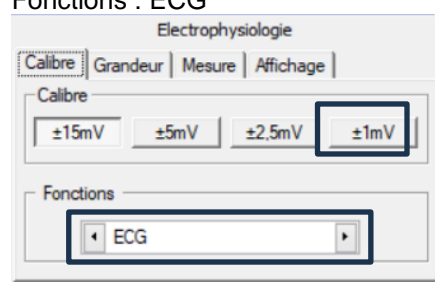 Fonctions : ECG
Electrophysiologie
Calibre Grandeur Mesure Affichage
Calibre
±15mV ±5mV ±2,5mV ±1mV
Fonctions
ECG